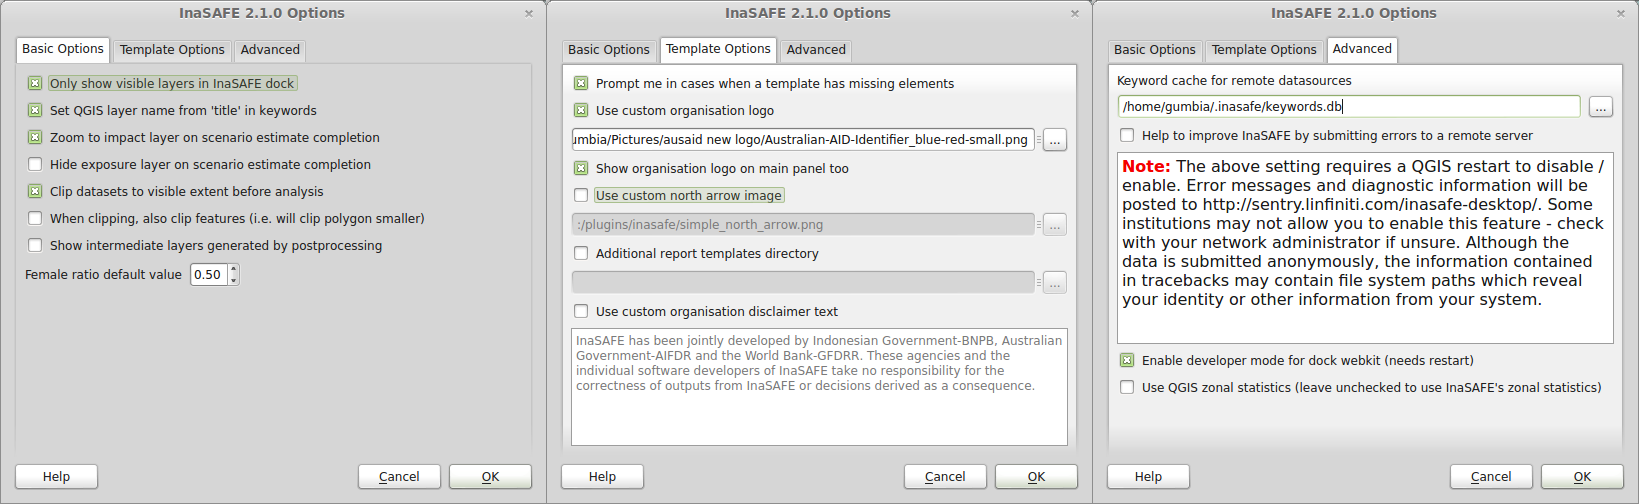 InaSAFE 2.1.0 Options
Basic Options Template Options Advanced
Only show visible layers in InaSAFE dock
Set QGIS layer name from 'title' in keywords
Zoom to impact layer on scenario estimate completion
Hide exposure layer on scenario estimate completion
Clip datasets to visible extent before analysis
When clipping, also clip features (i.e. will clip polygon smaller)
Show intermediate layers generated by postprocessing
Female ratio default value 0.50
Help Cancel OK
InaSAFE 2.1.0 Options
Basic Options Template Options Advanced
Prompt me in cases when a template has missing elements
Use custom organisation logo
umbia/Pictures/ausaid new logo/Australian-AID-Identifier_blue-red-small.png ...
Show organisation logo on main panel too
Use custom north arrow image
:/plugins/inasafe/simple_north_arrow.png ...
Additional report templates directory
...
Use custom organisation disclaimer text
InaSAFE has been jointly developed by Indonesian Government-BNPB, Australian
Government-AIFDR and the World Bank-GFDRR. These agencies and the
individual software developers of InaSAFE take no responsibility for the
correctness of outputs from InaSAFE or decisions derived as a consequence.
Help Cancel OK
InaSAFE 2.1.0 Options
Basic Options Template Options Advanced
Keyword cache for remote datasources
/home/gumbia/.inasafe/keywords.db ...
Help to improve InaSAFE by submitting errors to a remote server
Note: The above setting requires a QGIS restart to disable /
enable. Error messages and diagnostic information will be
posted to http://sentry.linfiniti.com/inasafe-desktop/. Some
institutions may not allow you to enable this feature - check
with your network administrator if unsure. Although the
data is submitted anonymously, the information contained
in tracebacks may contain file system paths which reveal
your identity or other information from your system.
Enable developer mode for dock webkit (needs restart)
Use QGIS zonal statistics (leave unchecked to use InaSAFE's zonal statistics)
Help Cancel OK